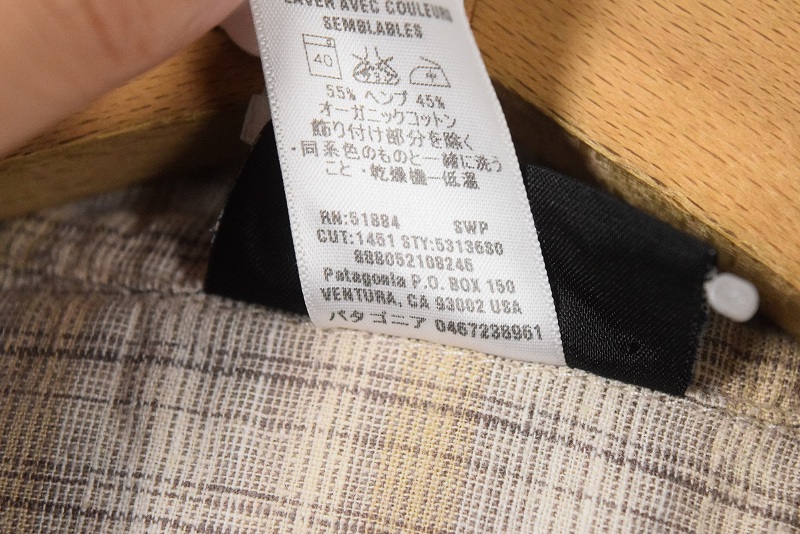 LAVER AVEC COULEURS
SEMBLABLES
40 中
55% ヘンプ 45%
オーガニックコットン
飾り付け部分を除く
・同系色のものと一緒に洗う
こと・乾燥機ー低温
RN:51884 SWP
CUT:1451 STY:5313680
888052108245
Patagonia P.O. BOX 150
VENTURA, CA 93002 USA
パタゴニア 0467238961